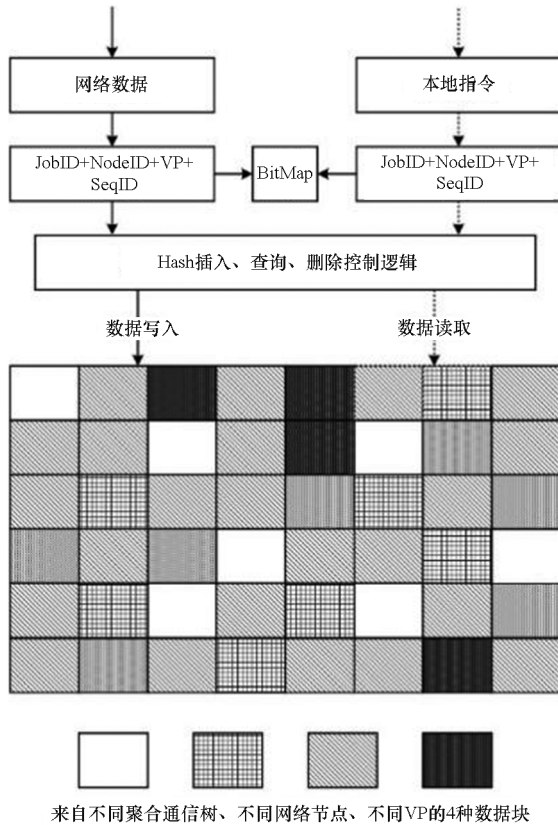 网络数据
本地指令
JobID+NodeID+VP+
SeqID
BitMap
JobID+NodeID+VP+
SeqID
Hash插入、查询、删除控制逻辑
数据写入
数据读取
来自不同聚合通信树、不同网络节点、不同VP的4种数据块